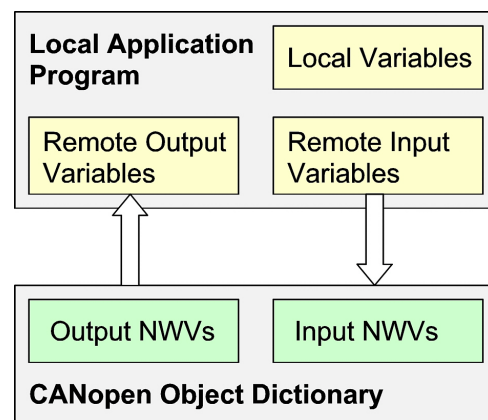 Local Application
Program
Local Variables
Remote Output
Variables
Remote Input
Variables
Output NWVs
Input NWVs
CANopen Object Dictionary